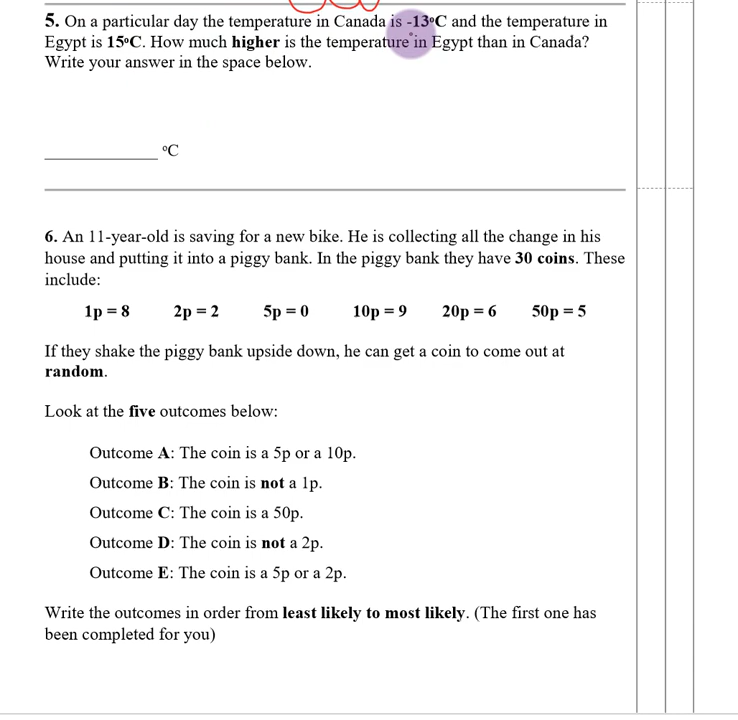 5. On a particular day the temperature in Canada is -13ºC and the temperature in
Egypt is 15ºC. How much higher is the temperature in Egypt than in Canada?
Write your answer in the space below.
____________ ºC
6. An 11-year-old is saving for a new bike. He is collecting all the change in his
house and putting it into a piggy bank. In the piggy bank they have 30 coins. These
include:
1p = 8 2p = 2 5p = 0 10p = 9 20p = 6 50p = 5
If they shake the piggy bank upside down, he can get a coin to come out at
random.
Look at the five outcomes below:
Outcome A: The coin is a 5p or a 10p.
Outcome B: The coin is not a 1p.
Outcome C: The coin is a 50p.
Outcome D: The coin is not a 2p.
Outcome E: The coin is a 5p or a 2p.
Write the outcomes in order from least likely to most likely. (The first one has
been completed for you)